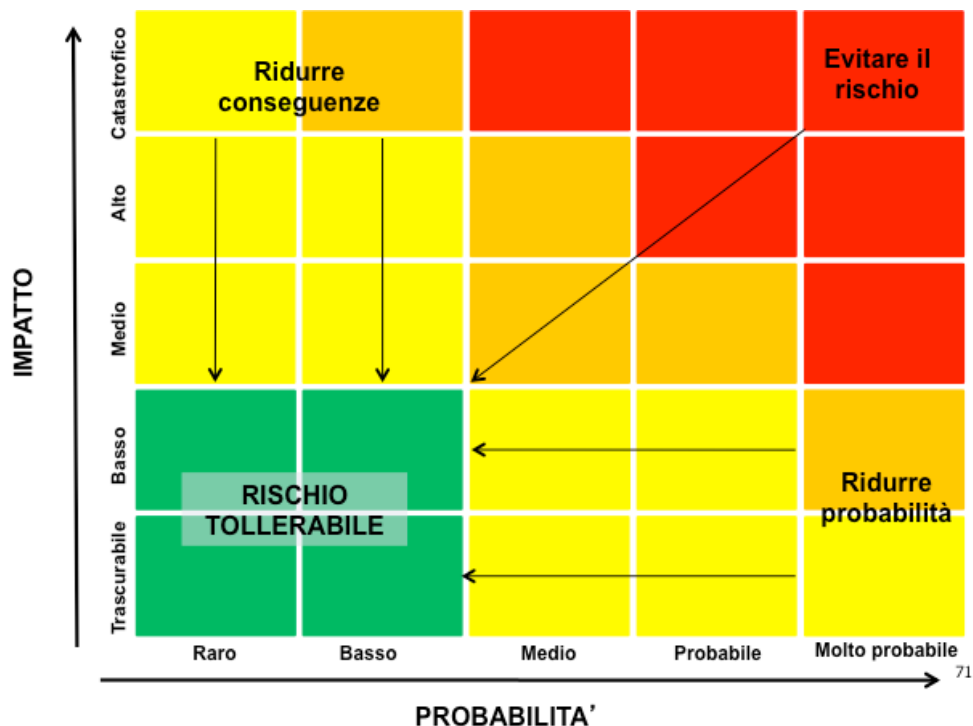 Ridurre
conseguenze
Evitare il
rischio
Catastrofico
Alto
Medio
Basso
Trascurabile
IMPATTO
RISCHIO
TOLLERABILE
Ridurre
probabilità
Raro
Basso
Medio
Probabile
Molto probabile
71
PROBABILITA’